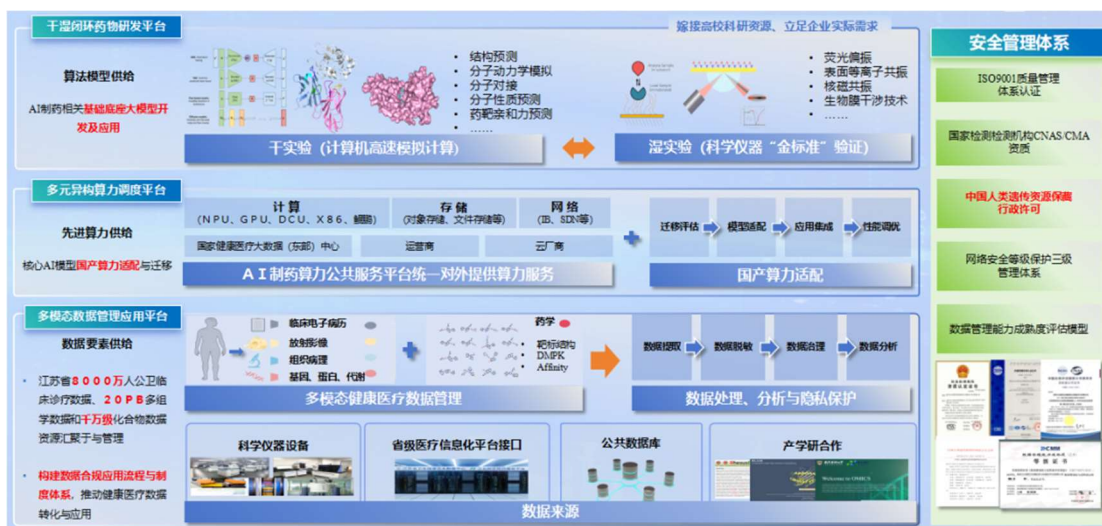 干湿闭环药物研发平台
嫁接高校科研资源、立足企业实际需求
算法模型供给
AI制药相关基础底座大模型开
发及应用
• 结构预测
• 分子动力学模拟
• 分子对接
• 分子性质预测
• 药靶亲和力预测
• ……
• 荧光偏振
• 表面等离子共振
• 核磁共振
• 生物膜干涉技术
• ……
干实验（计算机高速模拟计算）
湿实验（科学仪器“金标准”验证）
多元异构算力调度平台
先进算力供给
核心AI模型国产算力适配与迁移
计算
（NPU、GPU、DCU、X86、鲲鹏）
存储
（对象存储、文件存储等）
网络
（IB、SDN等）
国家健康医疗大数据（东部）中心
运营商
云厂商
迁移评估
模型适配
应用集成
性能调优
AI制药算力公共服务平台统一对外提供算力服务
国产算力适配
多模态数据管理应用平台
数据要素供给
• 江苏省8000万人公卫临
床诊疗数据、20PB多组
学数据和千万级化合物数据
资源汇聚于与管理
• 构建数据合规应用流程与制
度体系，推动健康医疗数据
转化与应用
临床电子病历
放射影像
组织病理
基因、蛋白、代谢
药学
• 靶标结构
• DMPK
• Affinity
数据提取
数据脱敏
数据治理
数据分析
多模态健康医疗数据管理
数据处理、分析与隐私保护
科学仪器设备
省级医疗信息化平台接口
公共数据库
产学研合作
Welcome to OMICS
数据来源
安全管理体系
ISO9001质量管理
体系认证
国家检测检测机构CNAS/CMA
资质
中国人类遗传资源保藏
行政许可
网络安全等级保护三级
管理体系
数据管理能力成熟度评估模型
DCMM